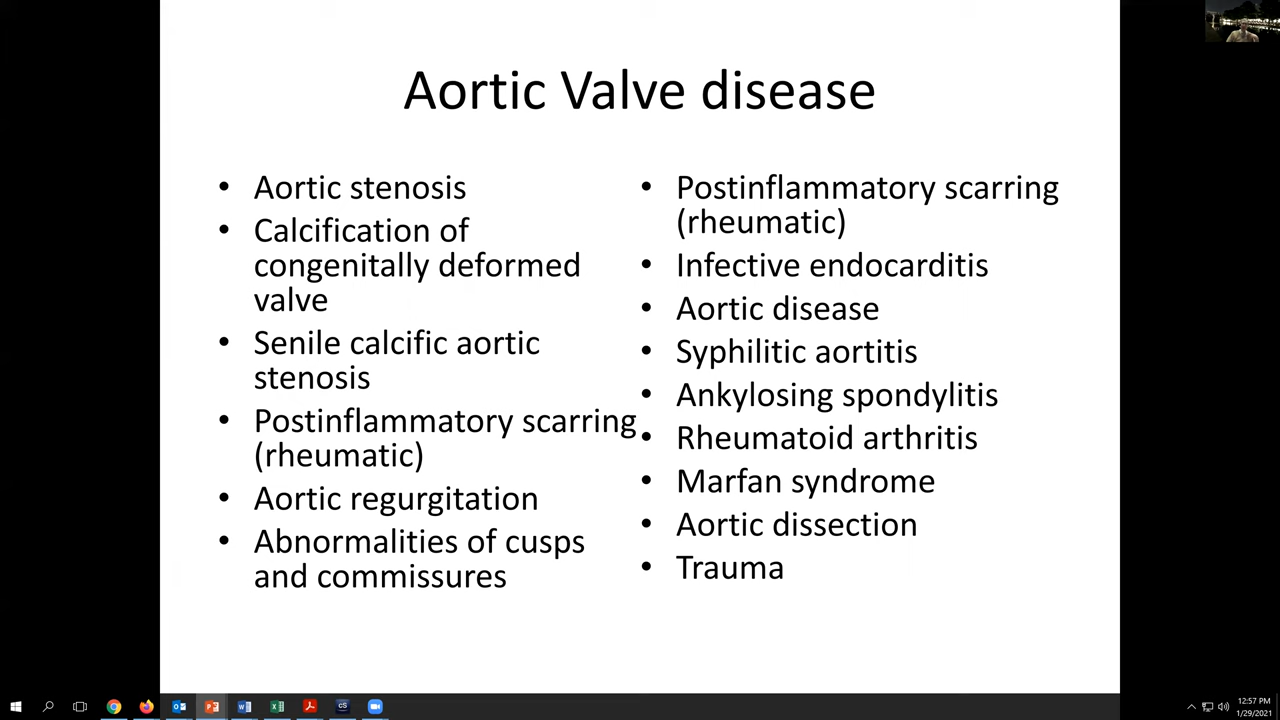 Aortic Valve disease
• Aortic stenosis
• Calcification of
congenitally deformed
valve
• Senile calcific aortic
stenosis
• Postinflammatory scarring
(rheumatic)
• Aortic regurgitation
• Abnormalities of cusps
and commissures
• Postinflammatory scarring
(rheumatic)
• Infective endocarditis
• Aortic disease
• Syphilitic aortitis
• Ankylosing spondylitis
• Rheumatoid arthritis
• Marfan syndrome
• Aortic dissection
• Trauma
cs
12:57 PM
1/29/2021